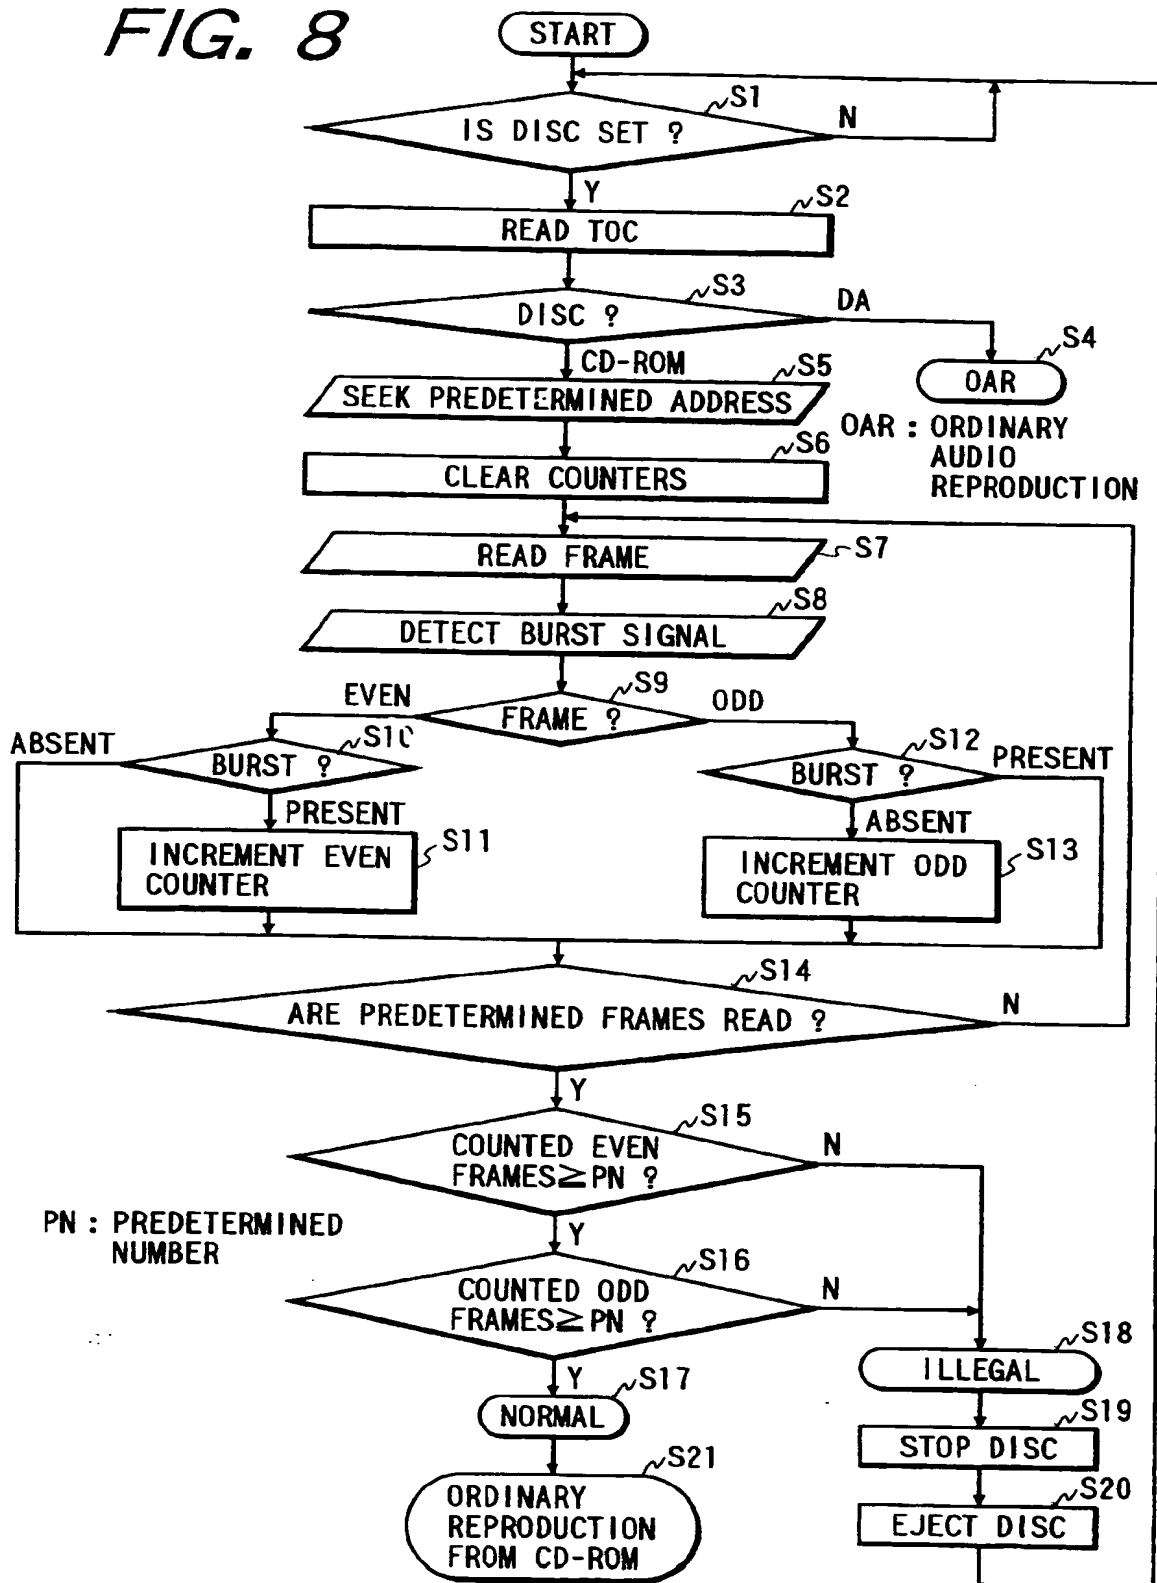 FIG. 8
START
S1
IS DISC SET ?
N
Y
S2
READ TOC
S3
DISC ?
DA
S4
OAR
CD-ROM
S5
SEEK PREDETERMINED ADDRESS
OAR : ORDINARY
AUDIO
REPRODUCTION
S6
CLEAR COUNTERS
READ FRAME
S7
S8
DETECT BURST SIGNAL
S9
EVEN
FRAME ?
ODD
ABSENT
S10
BURST ?
S12
BURST ?
PRESENT
PRESENT
ABSENT
INCREMENT EVEN
COUNTER
S11
INCREMENT ODD
COUNTER
S13
S14
ARE PREDETERMINED FRAMES READ ?
N
Y
S15
COUNTED EVEN
FRAMES≧PN ?
N
PN : PREDETERMINED
NUMBER
Y
S16
COUNTED ODD
FRAMES≧PN ?
N
Y
S17
NORMAL
S18
ILLEGAL
S19
STOP DISC
S20
EJECT DISC
S21
ORDINARY
REPRODUCTION
FROM CD-ROM